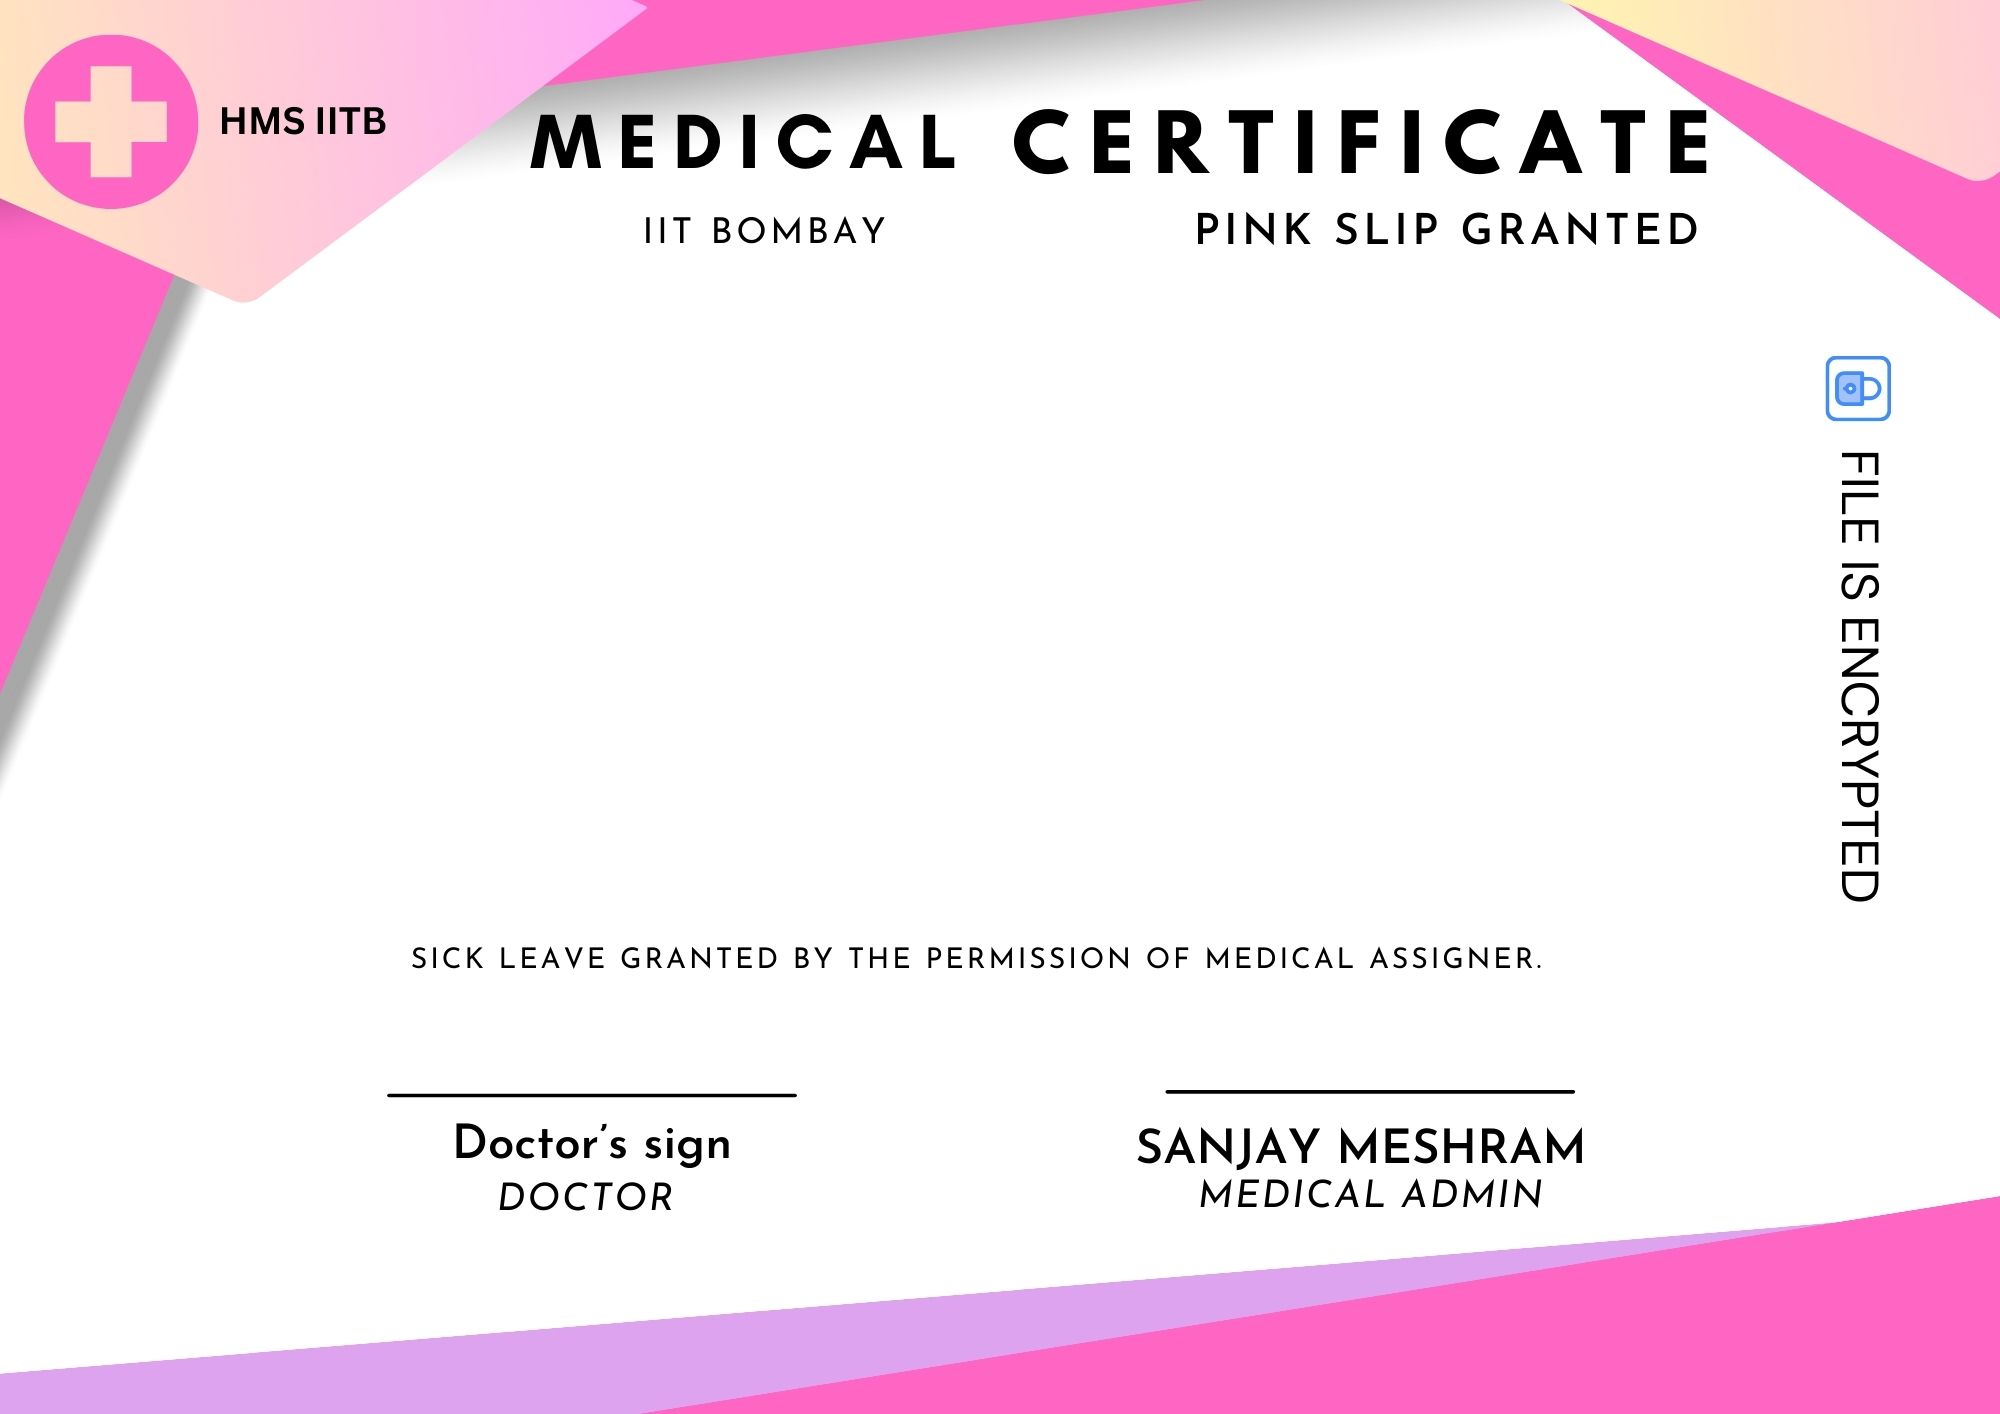 HMS IITB
MEDICAL CERTIFICATE
IIT BOMBAY
PINK SLIP GRANTED
FILE IS ENCRYPTED
SICK LEAVE GRANTED BY THE PERMISSION OF MEDICAL ASSIGNER.
Doctor’s sign
DOCTOR
SANJAY MESHRAM
MEDICAL ADMIN